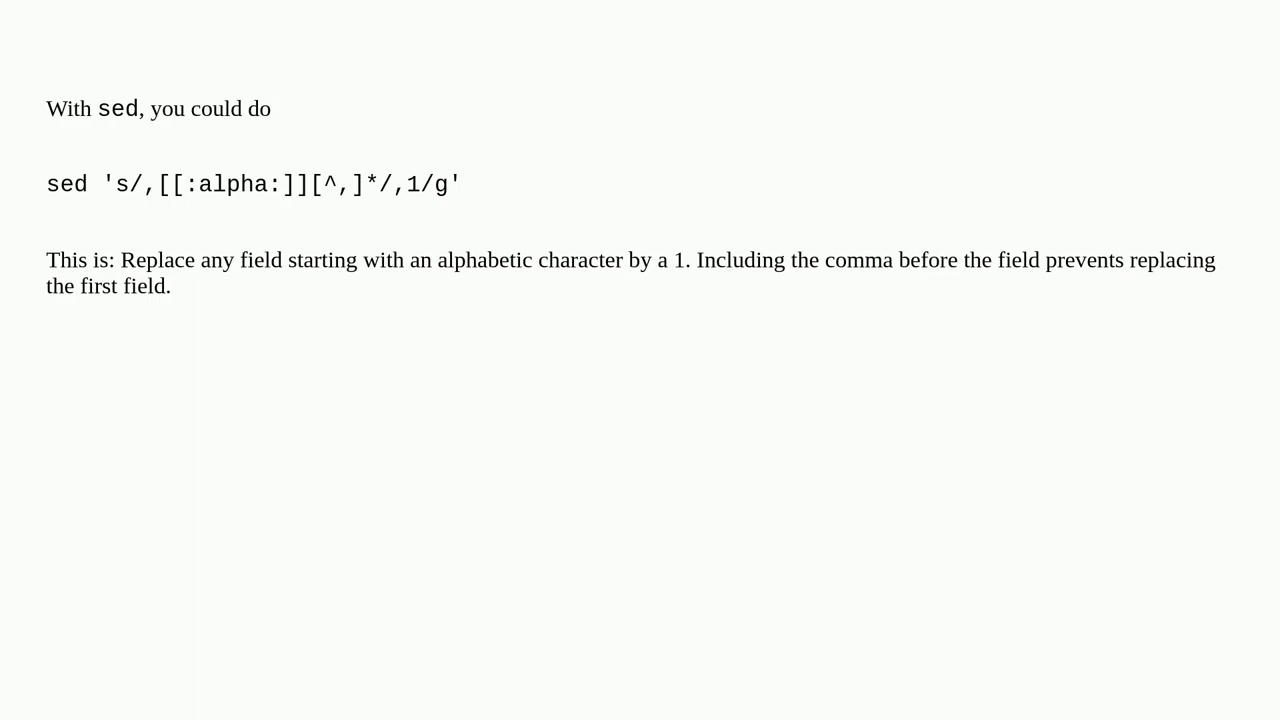 With sed, you could do
sed 's/,[[:alpha:]][^,]*/,1/g'
This is: Replace any field starting with an alphabetic character by a 1. Including the comma before the field prevents replacing
the first field.